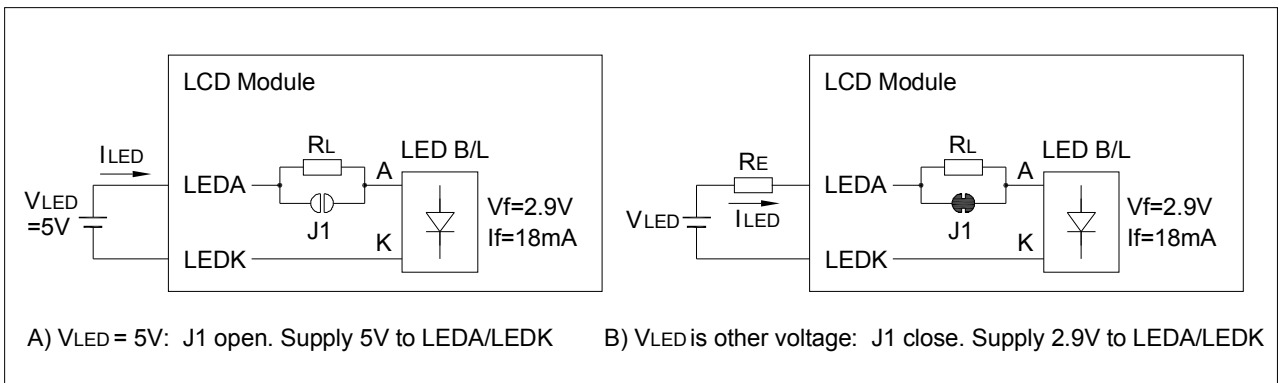 LCD Module
ILED
RL
LED B/L
A
LEDA
VLED
=5V
J1
Vf=2.9V
If=18mA
K
LEDK
A) VLED = 5V: J1 open. Supply 5V to LEDA/LEDK
LCD Module
RL
LED B/L
RE
A
LEDA
VLED
ILED
J1
Vf=2.9V
If=18mA
K
LEDK
B) VLED is other voltage: J1 close. Supply 2.9V to LEDA/LEDK